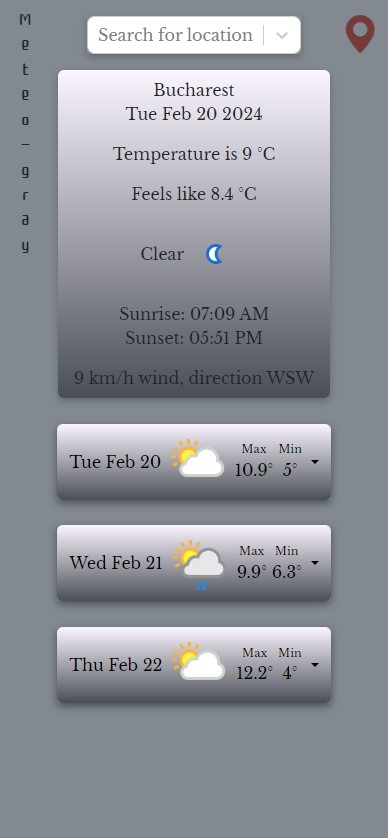 Meteo-gray
Search for location
Bucharest
Tue Feb 20 2024
Temperature is 9 °C
Feels like 8.4 °C
Clear
Sunrise: 07:09 AM
Sunset: 05:51 PM
9 km/h wind, direction WSW
Tue Feb 20
Max Min
10.9° 5°
Wed Feb 21
Max Min
9.9° 6.3°
Thu Feb 22
Max Min
12.2° 4°